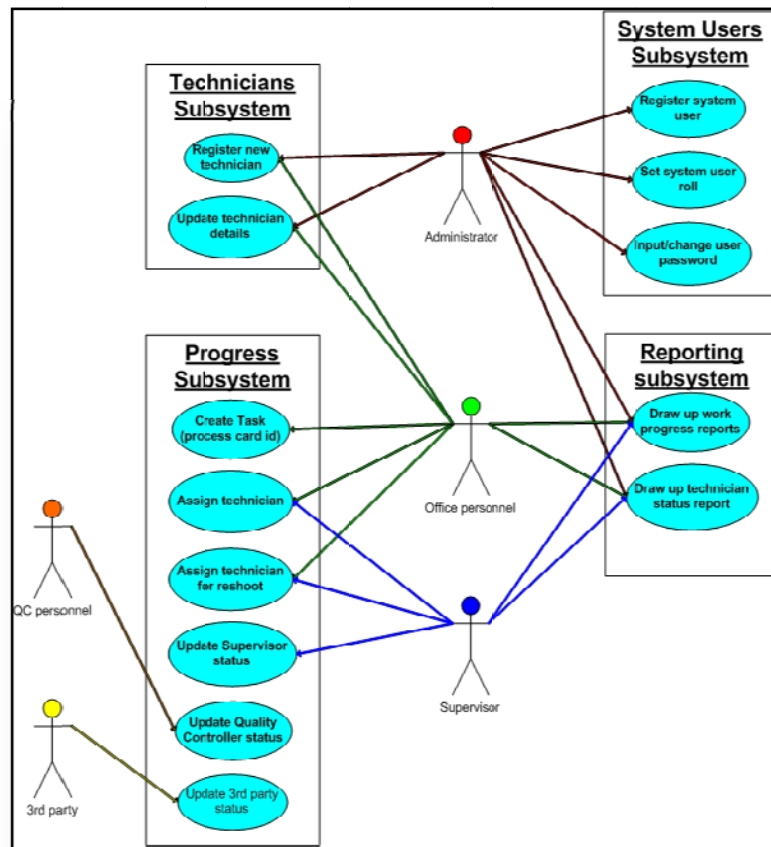 System Users
Subsystem
Register system
user
Set system user
roll
Input/change user
password
Technicians
Subsystem
Register new
technician
Update technician
details
Administrator
Progress
Subsystem
Create Task
(process card id)
Assign technician
Assign technician
for reshoot
Update Supervisor
status
Update Quality
Controller status
Update 3rd party
status
Office personnel
Supervisor
Reporting
subsystem
Draw up work
progress reports
Draw up technician
status report
QC personnel
3rd party